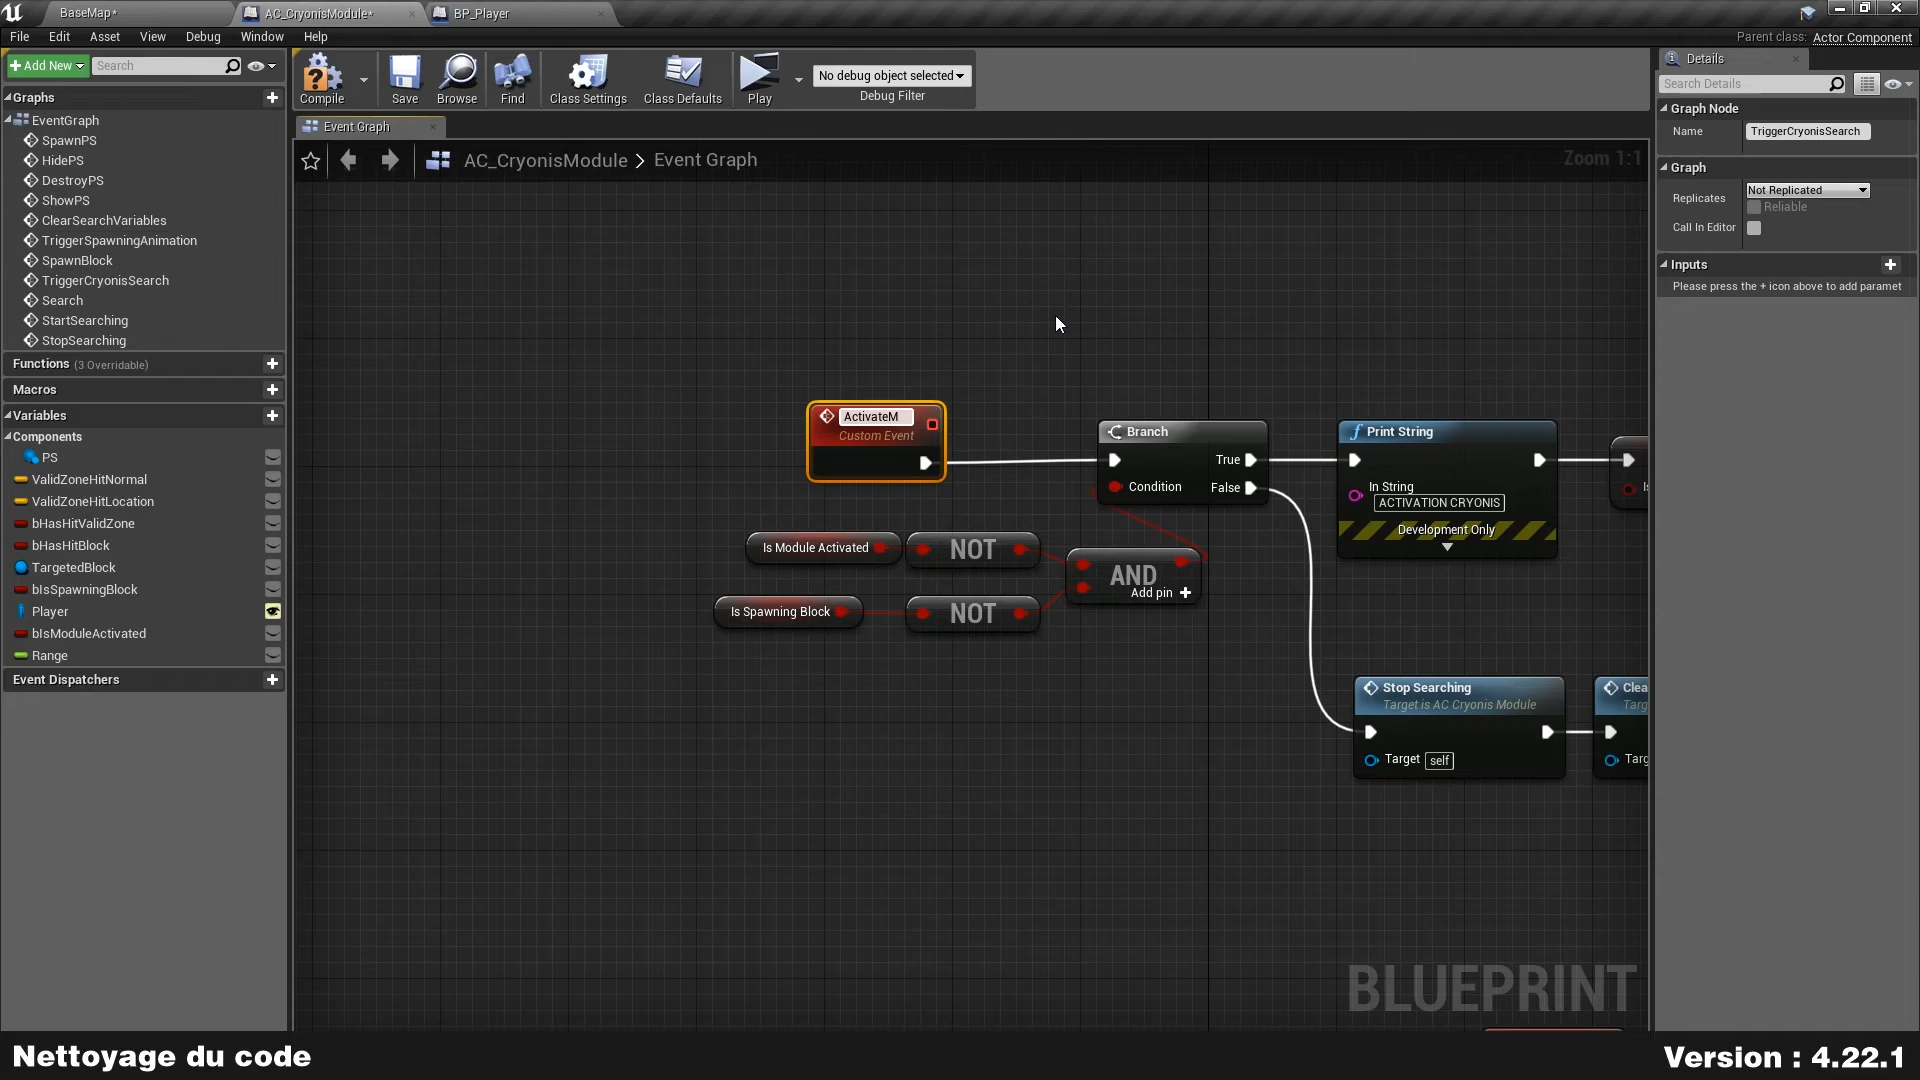 BaseMap*
AC_CryonisModule*
BP_Player
File Edit Asset View Debug Window Help
Parent class: Actor Component
Add New
Search
Compile
Save
Browse
Find
Class Settings
Class Defaults
Play
No debug object selected
Debug Filter
Details
Search Details
Graphs
EventGraph
SpawnPS
HidePS
DestroyPS
ShowPS
ClearSearchVariables
TriggerSpawningAnimation
SpawnBlock
TriggerCryonisSearch
Search
StartSearching
StopSearching
Functions (3 Overridable)
Macros
Variables
Components
PS
ValidZoneHitNormal
ValidZoneHitLocation
bHasHitValidZone
bHasHitBlock
TargetedBlock
bIsSpawningBlock
Player
bIsModuleActivated
Range
Event Dispatchers
Event Graph
AC_CryonisModule > Event Graph
Zoom 1:1
ActivateM
Custom Event
Branch
True
Condition
False
Print String
In String
ACTIVATION CRYONIS
Development Only
Is Module Activated
NOT
AND
Add pin
Is Spawning Block
NOT
Stop Searching
Target is AC Cryonis Module
Target self
Clea
Targ
Targ
BLUEPRINT
Graph Node
Name TriggerCryonisSearch
Graph
Replicates Not Replicated
Reliable
Call In Editor
Inputs
Please press the + icon above to add paramet
Nettoyage du code
Version : 4.22.1